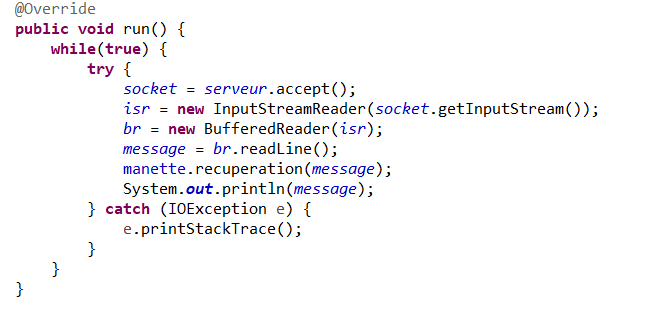 @Override
public void run() {
    while(true) {
        try {
            socket = serveur.accept();
            isr = new InputStreamReader(socket.getInputStream());
            br = new BufferedReader(isr);
            message = br.readLine();
            manette.recuperation(message);
            System.out.println(message);
        } catch (IOException e) {
            e.printStackTrace();
        }
    }
}